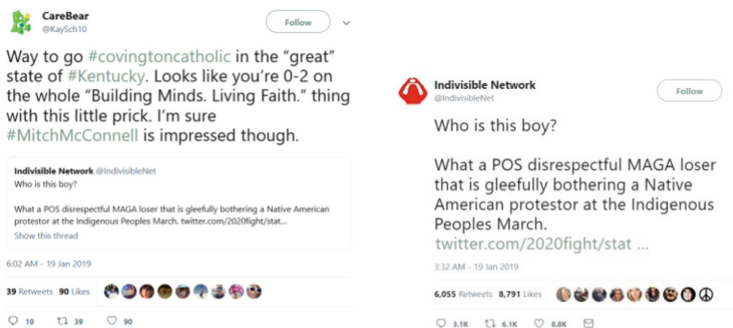 CareBear
@KaySch10
Follow
Way to go #covingtoncatholic in the “great”
state of #Kentucky. Looks like you’re 0-2 on
the whole “Building Minds. Living Faith.” thing
with this little prick. I’m sure
#MitchMcConnell is impressed though.
Indivisible Network @IndivisibleNet
Who is this boy?
What a POS disrespectful MAGA loser that is gleefully bothering a Native American
protestor at the Indigenous Peoples March. twitter.com/2020fight/stat...
Show this thread
6:02 AM - 19 Jan 2019
39 Retweets 90 Likes
10 39 90
Indivisible Network
@IndivisibleNet
Follow
Who is this boy?
What a POS disrespectful MAGA loser
that is gleefully bothering a Native
American protestor at the Indigenous
Peoples March.
twitter.com/2020fight/stat ...
3:32 AM - 19 Jan 2019
6,055 Retweets 8,791 Likes
3.1K 6.1K 8.8K